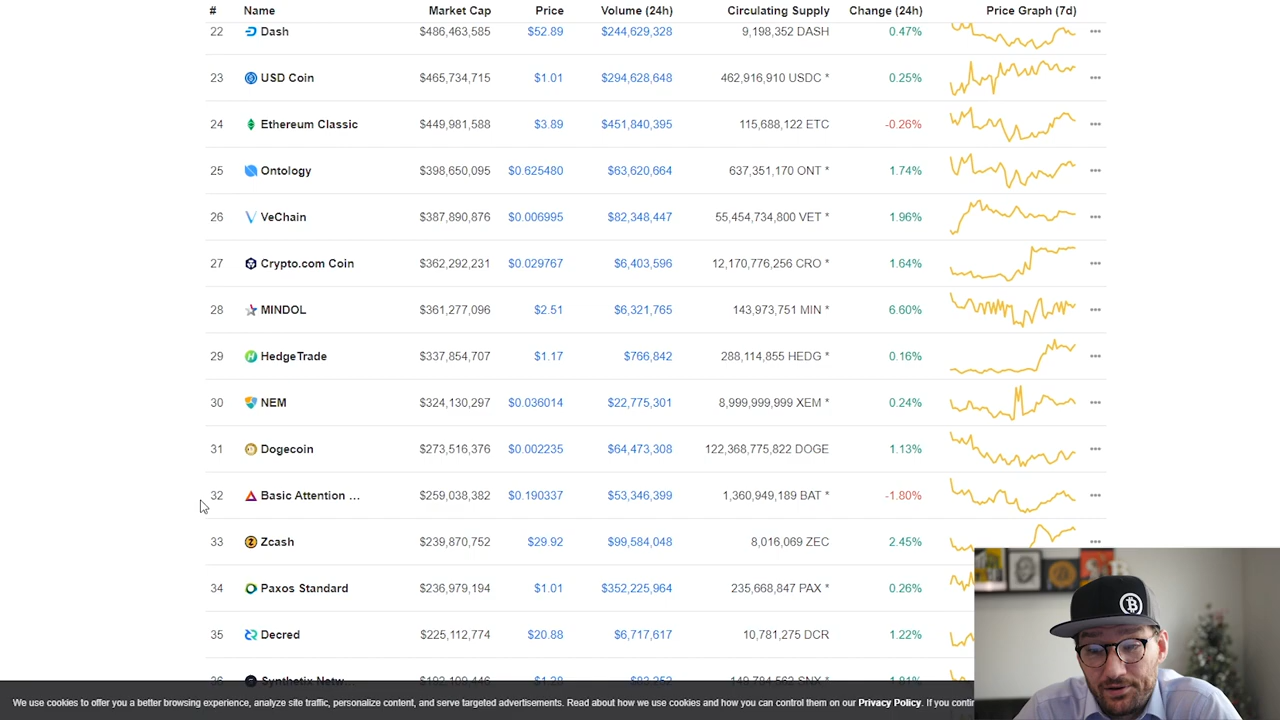 # Name Market Cap Price Volume (24h) Circulating Supply Change (24h) Price Graph (7d)
22 Dash $486,463,585 $52.89 $244,629,328 9,198,352 DASH 0.47%
23 USD Coin $465,734,715 $1.01 $294,628,648 462,916,910 USDC * 0.25%
24 Ethereum Classic $449,981,588 $3.89 $451,840,395 115,688,122 ETC -0.26%
25 Ontology $398,650,095 $0.625480 $63,620,664 637,351,170 ONT * 1.74%
26 VeChain $387,890,876 $0.006995 $82,348,447 55,454,734,800 VET * 1.96%
27 Crypto.com Coin $362,292,231 $0.029767 $6,403,596 12,170,776,256 CRO * 1.64%
28 MINDOL $361,277,096 $2.51 $6,321,765 143,973,751 MIN * 6.60%
29 HedgeTrade $337,854,707 $1.17 $766,842 288,114,855 HEDG * 0.16%
30 NEM $324,130,297 $0.036014 $22,775,301 8,999,999,999 XEM * 0.24%
31 Dogecoin $273,516,376 $0.002235 $64,473,308 122,368,775,822 DOGE 1.13%
32 Basic Attention ... $259,038,382 $0.190337 $53,346,399 1,360,949,189 BAT * -1.80%
33 Zcash $239,870,752 $29.92 $99,584,048 8,016,069 ZEC 2.45%
34 Paxos Standard $236,979,194 $1.01 $352,225,964 235,668,847 PAX * 0.26%
35 Decred $225,112,774 $20.88 $6,717,617 10,781,275 DCR 1.22%
We use cookies to offer you a better browsing experience, analyze site traffic, personalize content, and serve targeted advertisements. Read about how we use cookies and how you can control them on our Privacy Policy. If you